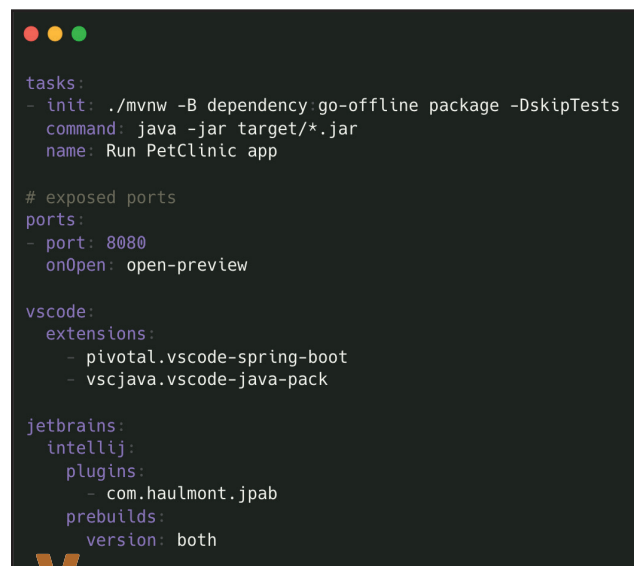 tasks:
- init: ./mvnw -B dependency:go-offline package -DskipTests
  command: java -jar target/*.jar
  name: Run PetClinic app

# exposed ports
ports:
- port: 8080
  onOpen: open-preview

vscode:
  extensions:
    - pivotal.vscode-spring-boot
    - vscjava.vscode-java-pack

jetbrains:
  intellij:
    plugins:
      - com.haulmont.jpab
    prebuilds:
      version: both